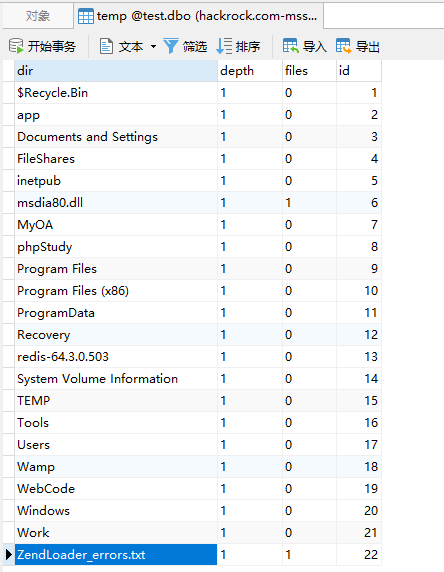 对象 temp @test.dbo (hackrock.com-mss...
开始事务 文本 筛选 排序 导入 导出
dir depth files id
$Recycle.Bin 1 0 1
app 1 0 2
Documents and Settings 1 0 3
FileShares 1 0 4
inetpub 1 0 5
msdia80.dll 1 1 6
MyOA 1 0 7
phpStudy 1 0 8
Program Files 1 0 9
Program Files (x86) 1 0 10
ProgramData 1 0 11
Recovery 1 0 12
redis-64.3.0.503 1 0 13
System Volume Information 1 0 14
TEMP 1 0 15
Tools 1 0 16
Users 1 0 17
Wamp 1 0 18
WebCode 1 0 19
Windows 1 0 20
Work 1 0 21
ZendLoader_errors.txt 1 1 22